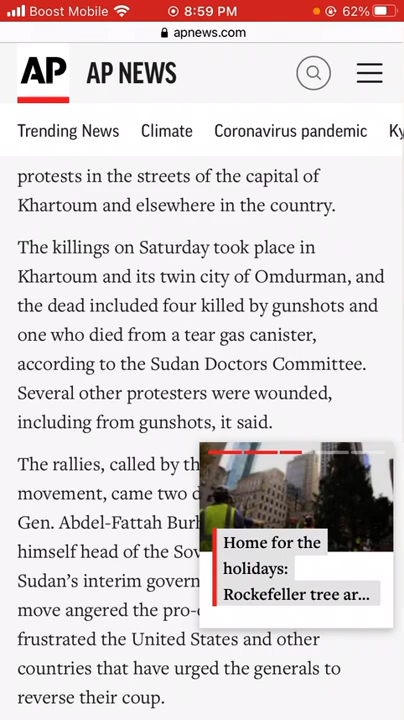 Boost Mobile 8:59 PM 62%
apnews.com
AP AP NEWS
Trending News Climate Coronavirus pandemic Ky
protests in the streets of the capital of
Khartoum and elsewhere in the country.
The killings on Saturday took place in
Khartoum and its twin city of Omdurman, and
the dead included four killed by gunshots and
one who died from a tear gas canister,
according to the Sudan Doctors Committee.
Several other protesters were wounded,
including from gunshots, it said.
The rallies, called by th
movement, came two d
Gen. Abdel-Fattah Burh
himself head of the Sov
Sudan's interim govern
move angered the pro-
frustrated the United States and other
countries that have urged the generals to
reverse their coup.
Home for the
holidays:
Rockefeller tree ar...